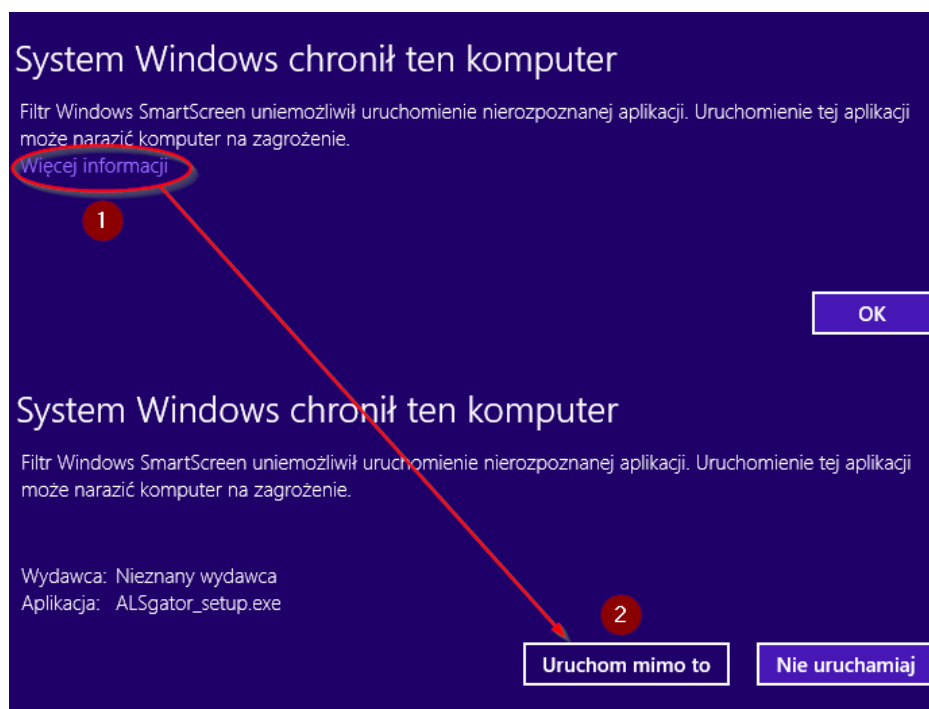 System Windows chronił ten komputer
Filtr Windows SmartScreen uniemożliwił uruchomienie nierozpoznanej aplikacji. Uruchomienie tej aplikacji
może narazić komputer na zagrożenie.
Więcej informacji
1
OK
System Windows chronił ten komputer
Filtr Windows SmartScreen uniemożliwił uruchomienie nierozpoznanej aplikacji. Uruchomienie tej aplikacji
może narazić komputer na zagrożenie.
Wydawca: Nieznany wydawca
Aplikacja: ALSgator_setup.exe
2
Uruchom mimo to
Nie uruchamiaj